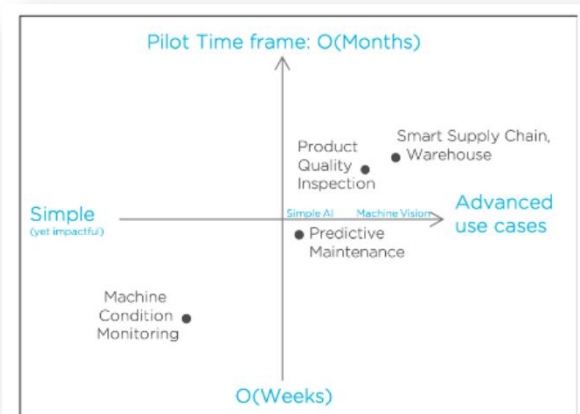 Pilot Time frame: O(Months)
Product
Quality
Inspection
Smart Supply Chain,
Warehouse
Simple
(yet impactful)
Simple AI
Machine Vision
Advanced
use cases
Predictive
Maintenance
Machine
Condition
Monitoring
O(Weeks)